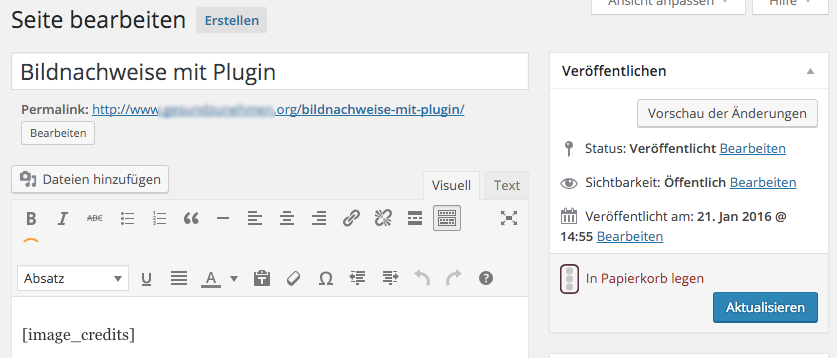 Seite bearbeiten Erstellen
Ansicht anpassen Hilfe
Bildnachweise mit Plugin
Permalink: http://www. .org/bildnachweise-mit-plugin/
Bearbeiten
Dateien hinzufügen
Visuell Text
B I ABC
Absatz U A Ω ?
[image_credits]
Veröffentlichen
Vorschau der Änderungen
Status: Veröffentlicht Bearbeiten
Sichtbarkeit: Öffentlich Bearbeiten
Veröffentlicht am: 21. Jan 2016 @
14:55 Bearbeiten
In Papierkorb legen
Aktualisieren